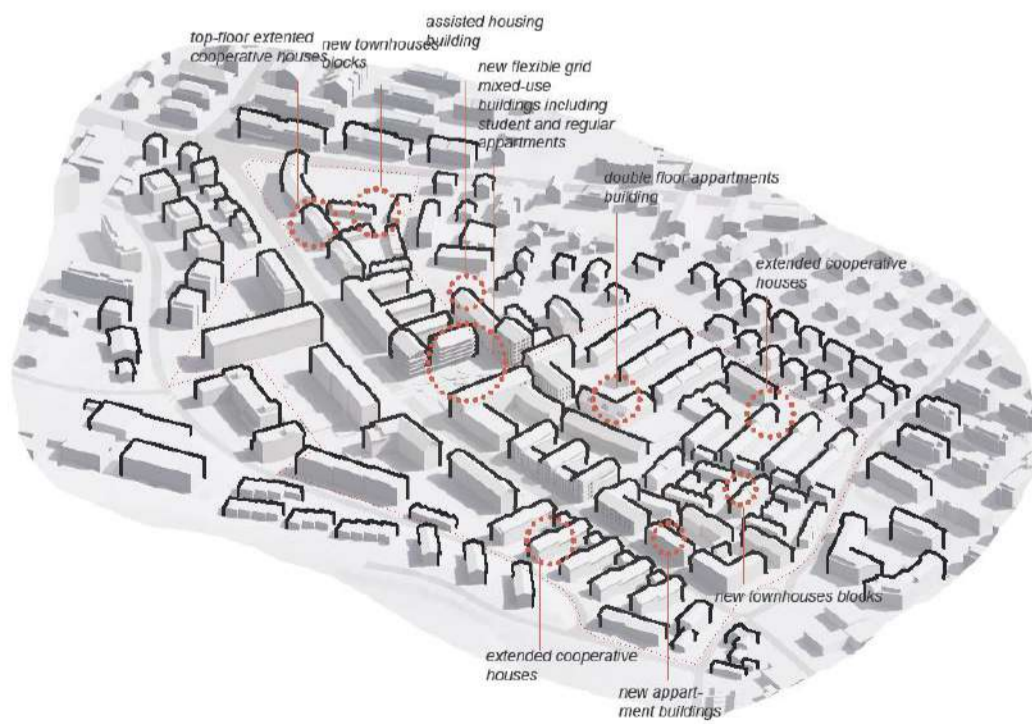 top-floor extented
cooperative houses
new townhouses
blocks
assisted housing
building
new flexible grid
mixed-use
buildings including
student and regular
appartments
double floor appartments
building
extended cooperative
houses
new townhouses blocks
extended cooperative
houses
new appart-
ment buildings